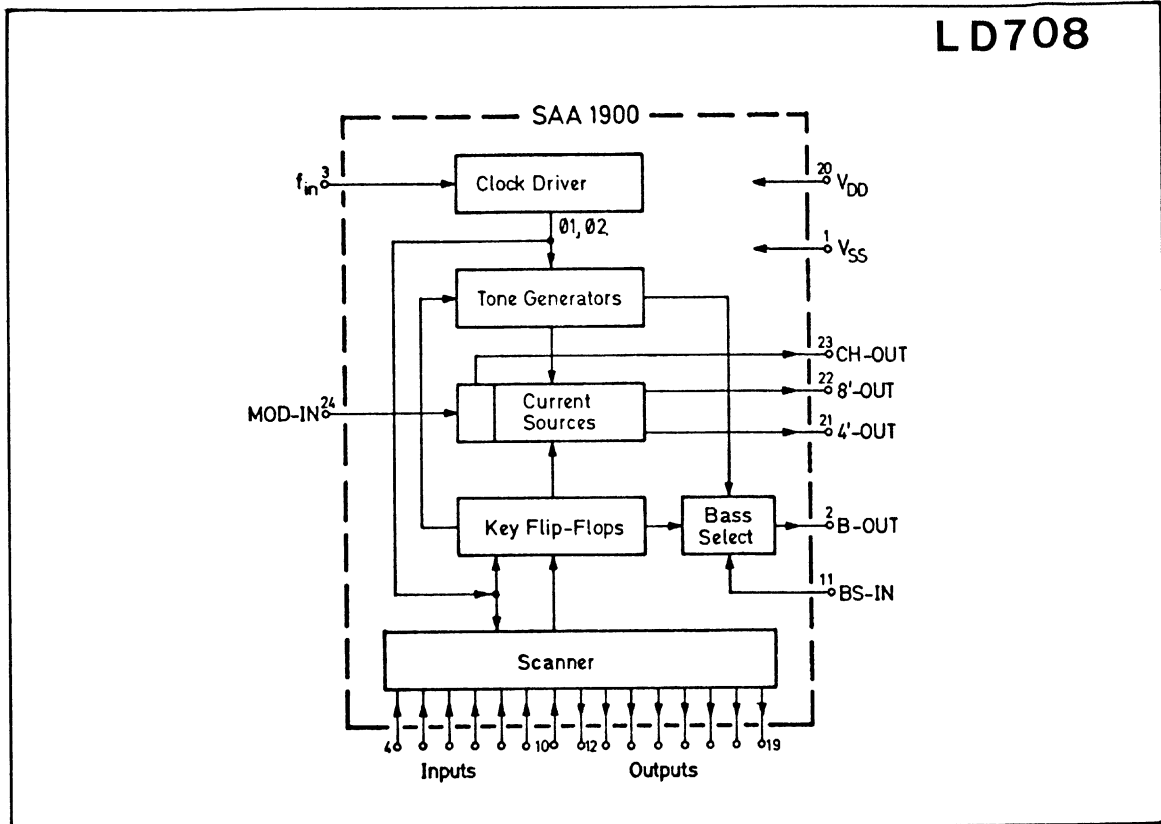 LD708
SAA 1900
f_in 3
Clock Driver
20 V_DD
Ø1, Ø2
1 V_SS
Tone Generators
23 CH-OUT
22 8'-OUT
MOD-IN 24
Current
Sources
21 4'-OUT
Key Flip-Flops
Bass
Select
2 B-OUT
11 BS-IN
Scanner
4 10 12 19
Inputs Outputs